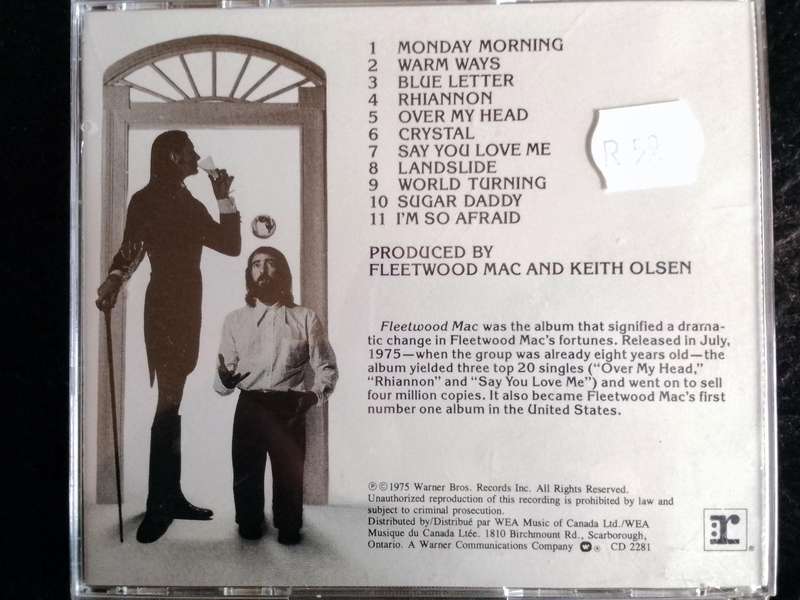 1 MONDAY MORNING
2 WARM WAYS
3 BLUE LETTER
4 RHIANNON
5 OVER MY HEAD
6 CRYSTAL
7 SAY YOU LOVE ME
8 LANDSLIDE
9 WORLD TURNING
10 SUGAR DADDY
11 I'M SO AFRAID
R 59
PRODUCED BY
FLEETWOOD MAC AND KEITH OLSEN
Fleetwood Mac was the album that signified a drama-
tic change in Fleetwood Mac's fortunes. Released in July,
1975—when the group was already eight years old—the
album yielded three top 20 singles ("Over My Head,"
"Rhiannon" and "Say You Love Me") and went on to sell
four million copies. It also became Fleetwood Mac's first
number one album in the United States.
℗©1975 Warner Bros. Records Inc. All Rights Reserved.
Unauthorized reproduction of this recording is prohibited by law and
subject to criminal prosecution.
Distributed by/Distribué par WEA Music of Canada Ltd./WEA
Musique du Canada Ltée. 1810 Birchmount Rd., Scarborough,
Ontario. A Warner Communications Company ® CD 2281
:r ®